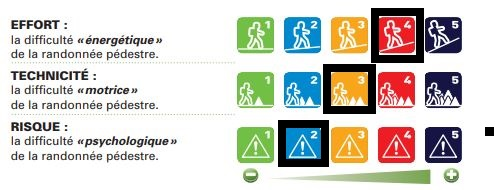 EFFORT : 1 2 3 4 5
la difficulté «énergétique»
de la randonnée pédestre.
TECHNICITÉ : 1 2 3 4 5
la difficulté «motrice»
de la randonnée pédestre.
RISQUE : 1 2 3 4 5
la difficulté «psychologique»
de la randonnée pédestre.
- +